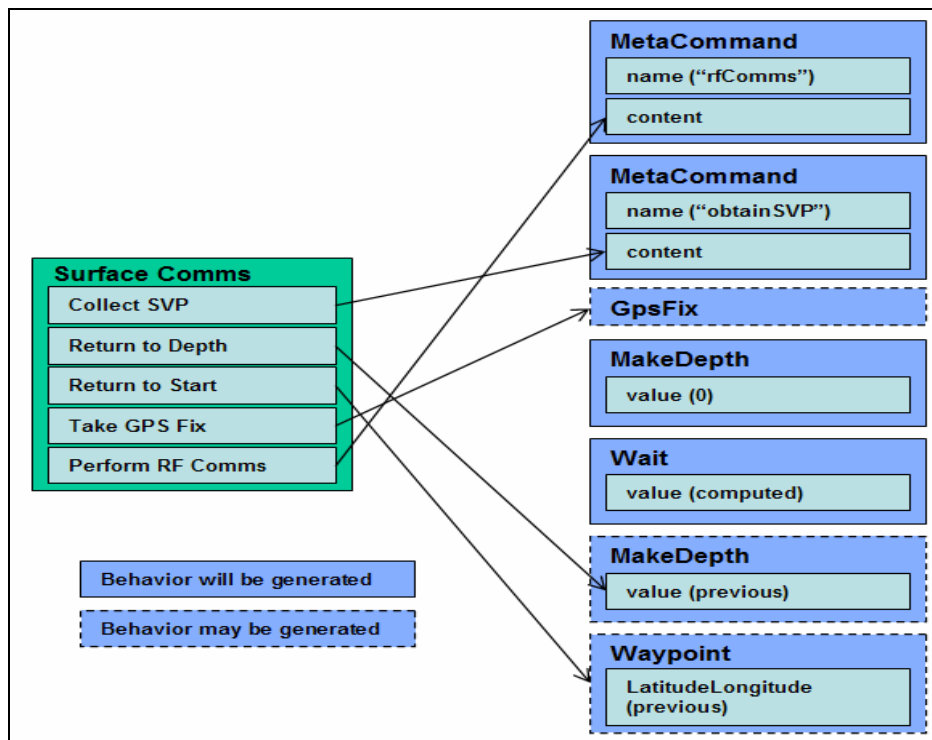 Surface Comms
Collect SVP
Return to Depth
Return to Start
Take GPS Fix
Perform RF Comms
Behavior will be generated
Behavior may be generated
MetaCommand
name (“rfComms”)
content
MetaCommand
name (“obtainSVP”)
content
GpsFix
MakeDepth
value (0)
Wait
value (computed)
MakeDepth
value (previous)
Waypoint
LatitudeLongitude
(previous)